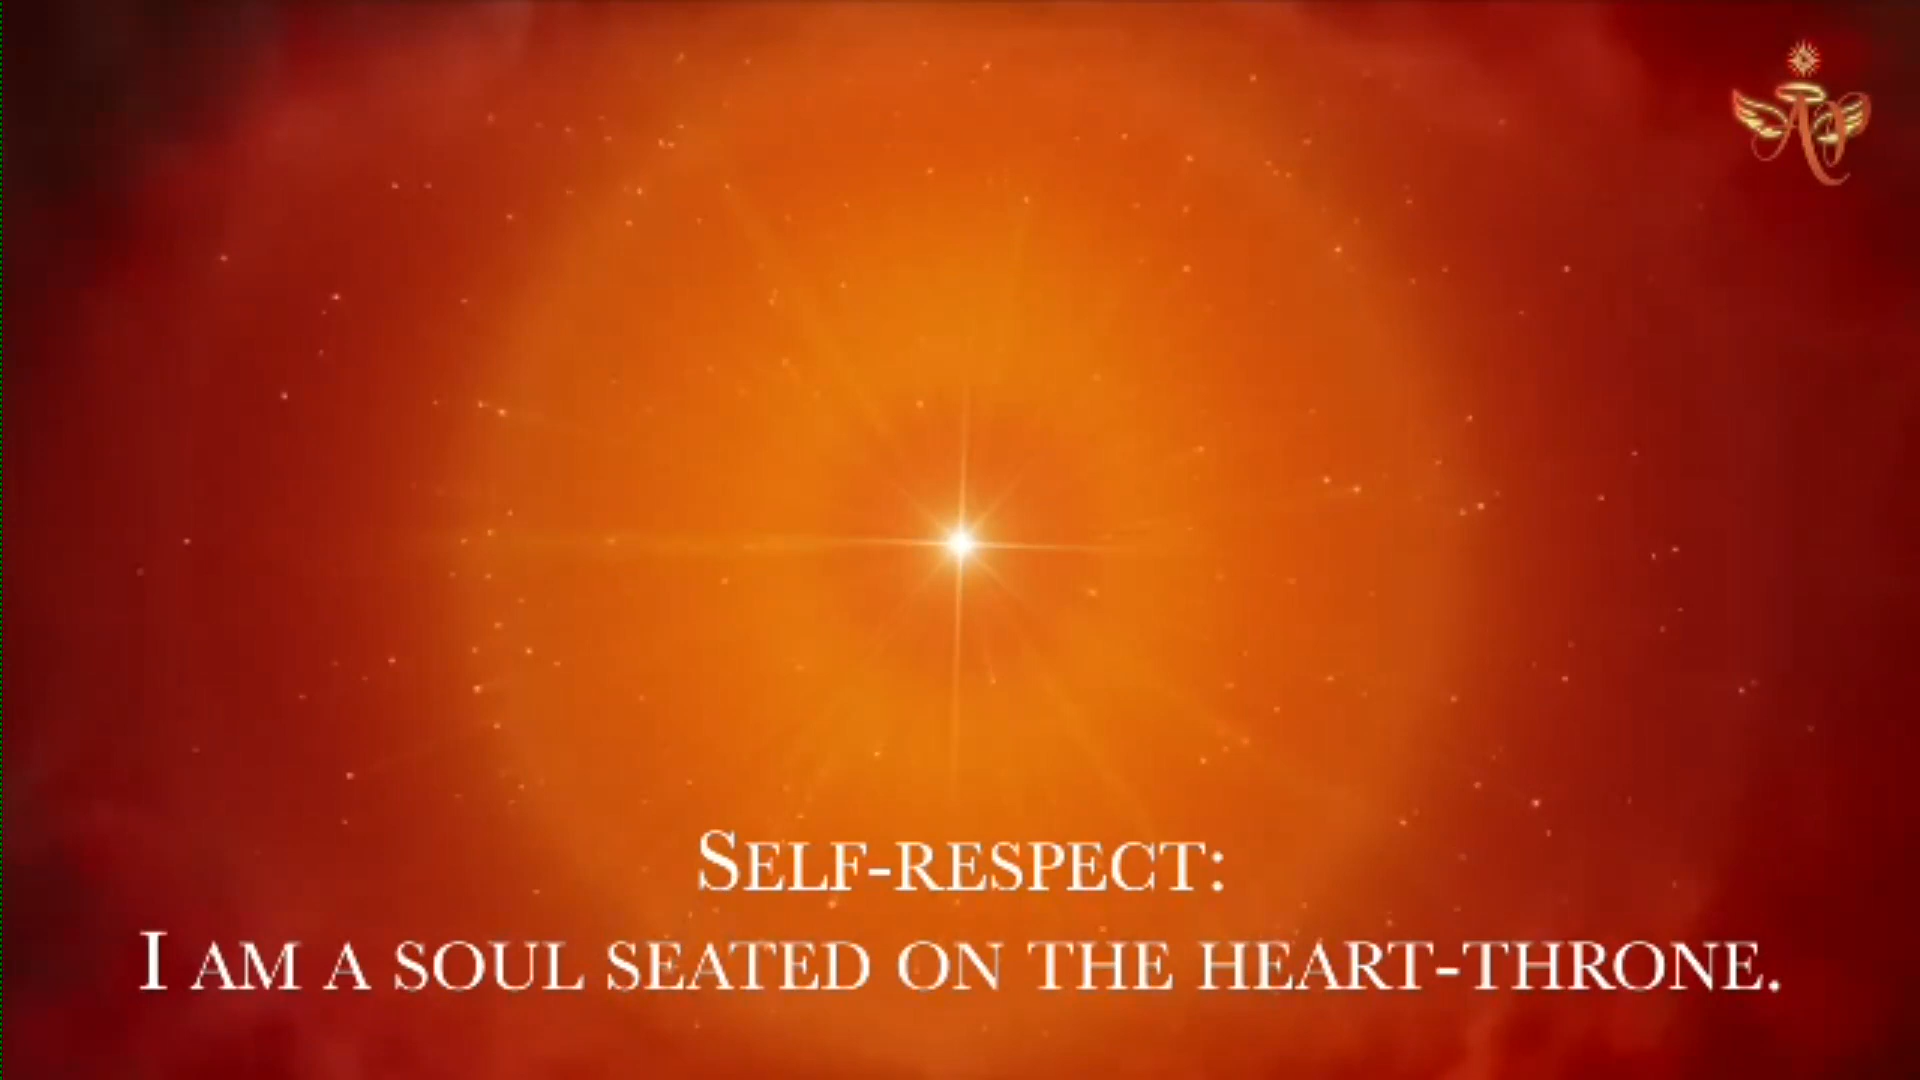 Self-respect:
I am a soul seated on the heart-throne.